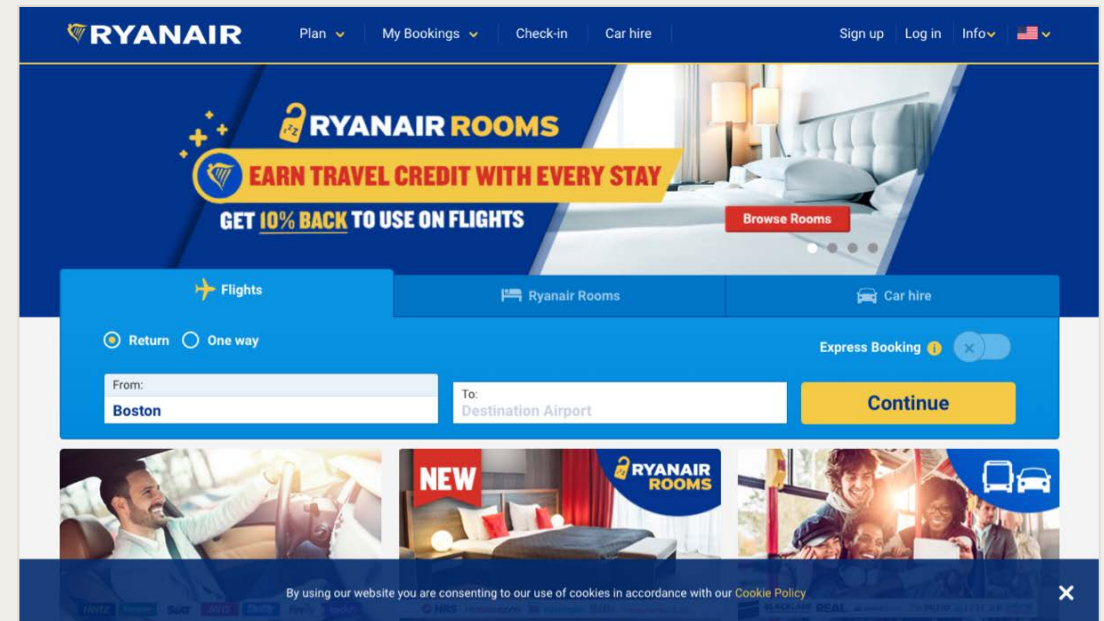 RYANAIR
Plan
My Bookings
Check-in
Car hire
Sign up
Log in
Info
RYANAIR ROOMS
EARN TRAVEL CREDIT WITH EVERY STAY
GET 10% BACK TO USE ON FLIGHTS
Browse Rooms
Flights
Ryanair Rooms
Car hire
Return
One way
Express Booking
From:
Boston
To:
Destination Airport
Continue
NEW
RYANAIR
ROOMS
By using our website you are consenting to our use of cookies in accordance with our Cookie Policy